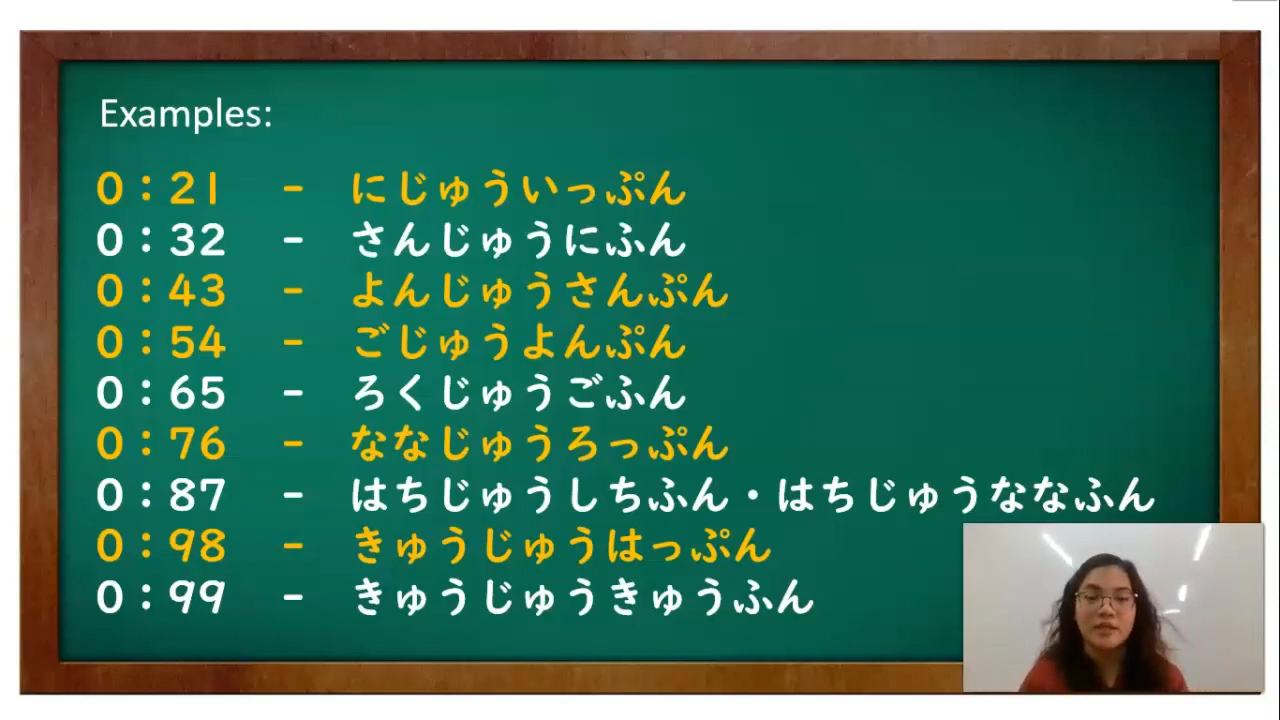 Examples:
0：21 - にじゅういっぷん
0：32 - さんじゅうにふん
0：43 - よんじゅうさんぷん
0：54 - ごじゅうよんぷん
0：65 - ろくじゅうごふん
0：76 - ななじゅうろっぷん
0：87 - はちじゅうしちふん・はちじゅうななふん
0：98 - きゅうじゅうはっぷん
0：99 - きゅうじゅうきゅうふん